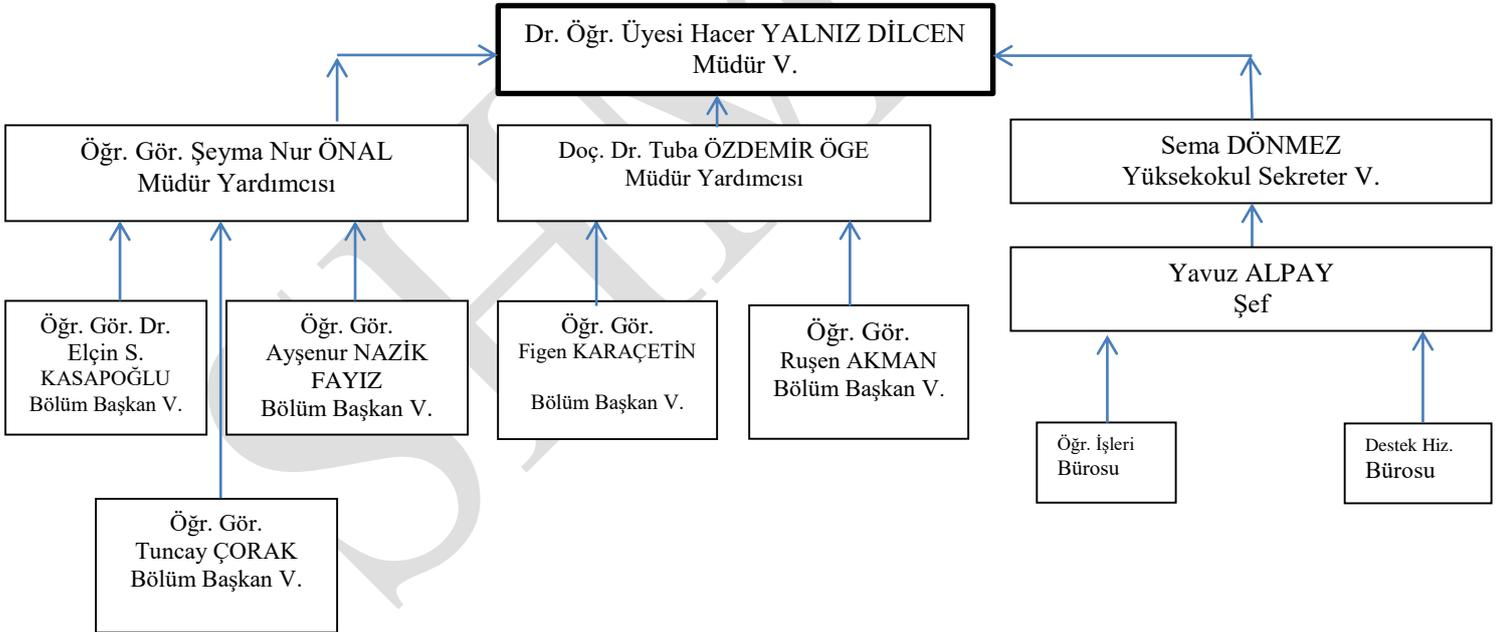 Dr. Öğr. Üyesi Hacer YALNIZ DİLCEN
Müdür V.
Öğr. Gör. Şeyma Nur ÖNAL
Müdür Yardımcısı
Doç. Dr. Tuba ÖZDEMİR ÖGE
Müdür Yardımcısı
Sema DÖNMEZ
Yüksekokul Sekreter V.
Yavuz ALPAY
Şef
Öğr. Gör. Dr.
Elçin S.
KASAPOĞLU
Bölüm Başkan V.
Öğr. Gör.
Ayşenur NAZİK
FAYIZ
Bölüm Başkan V.
Öğr. Gör.
Figen KARAÇETİN
Bölüm Başkan V.
Öğr. Gör.
Ruşen AKMAN
Bölüm Başkan V.
Öğr. İşleri
Bürosu
Destek Hiz.
Bürosu
Öğr. Gör.
Tuncay ÇORAK
Bölüm Başkan V.